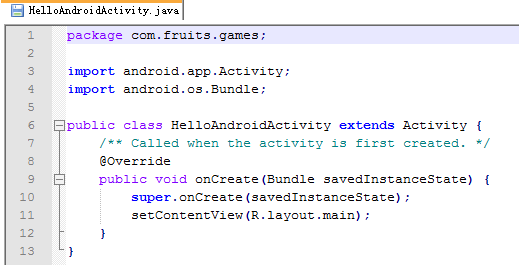 HelloAndroidActivity.java
1 package com.fruits.games;
2
3 import android.app.Activity;
4 import android.os.Bundle;
5
6 public class HelloAndroidActivity extends Activity {
7     /** Called when the activity is first created. */
8     @Override
9     public void onCreate(Bundle savedInstanceState) {
10         super.onCreate(savedInstanceState);
11         setContentView(R.layout.main);
12     }
13 }